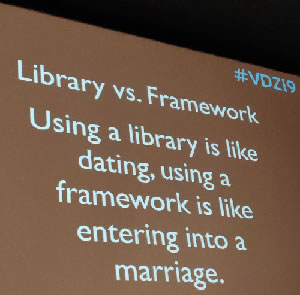 #VDZ19
Library vs. Framework
Using a library is like
dating, using a
framework is like
entering into a
marriage.